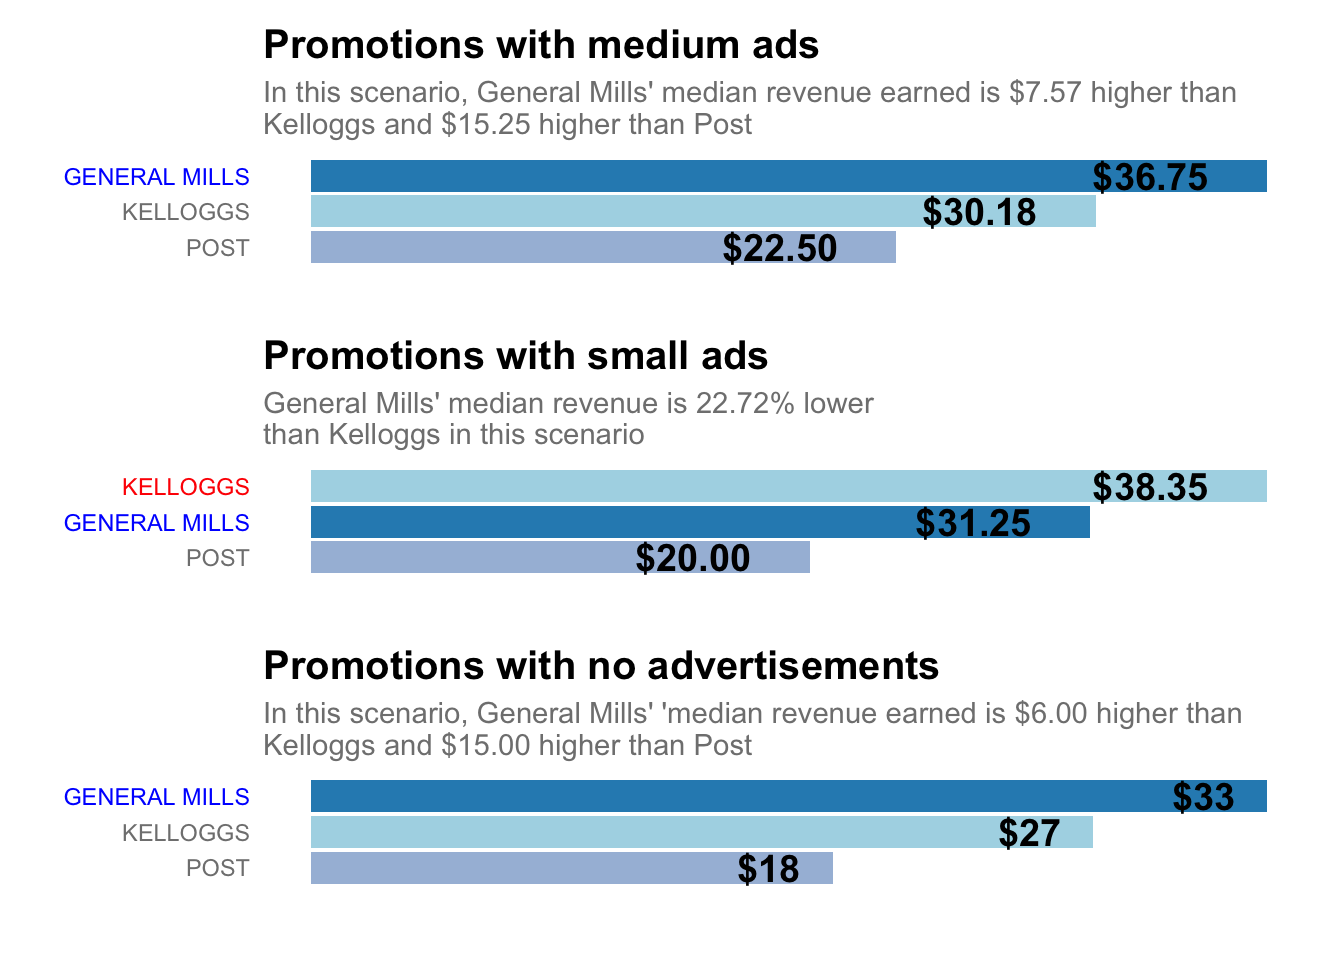 Promotions with medium ads
In this scenario, General Mills' median revenue earned is $7.57 higher than
Kelloggs and $15.25 higher than Post
GENERAL MILLS $36.75
KELLOGGS $30.18
POST $22.50
Promotions with small ads
General Mills' median revenue is 22.72% lower
than Kelloggs in this scenario
KELLOGGS $38.35
GENERAL MILLS $31.25
POST $20.00
Promotions with no advertisements
In this scenario, General Mills' 'median revenue earned is $6.00 higher than
Kelloggs and $15.00 higher than Post
GENERAL MILLS $33
KELLOGGS $27
POST $18